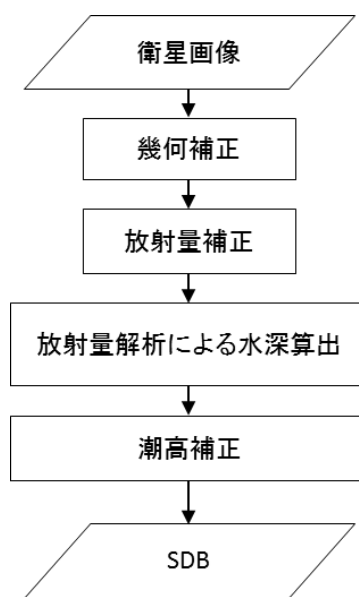 衛星画像
幾何補正
放射量補正
放射量解析による水深算出
潮高補正
SDB